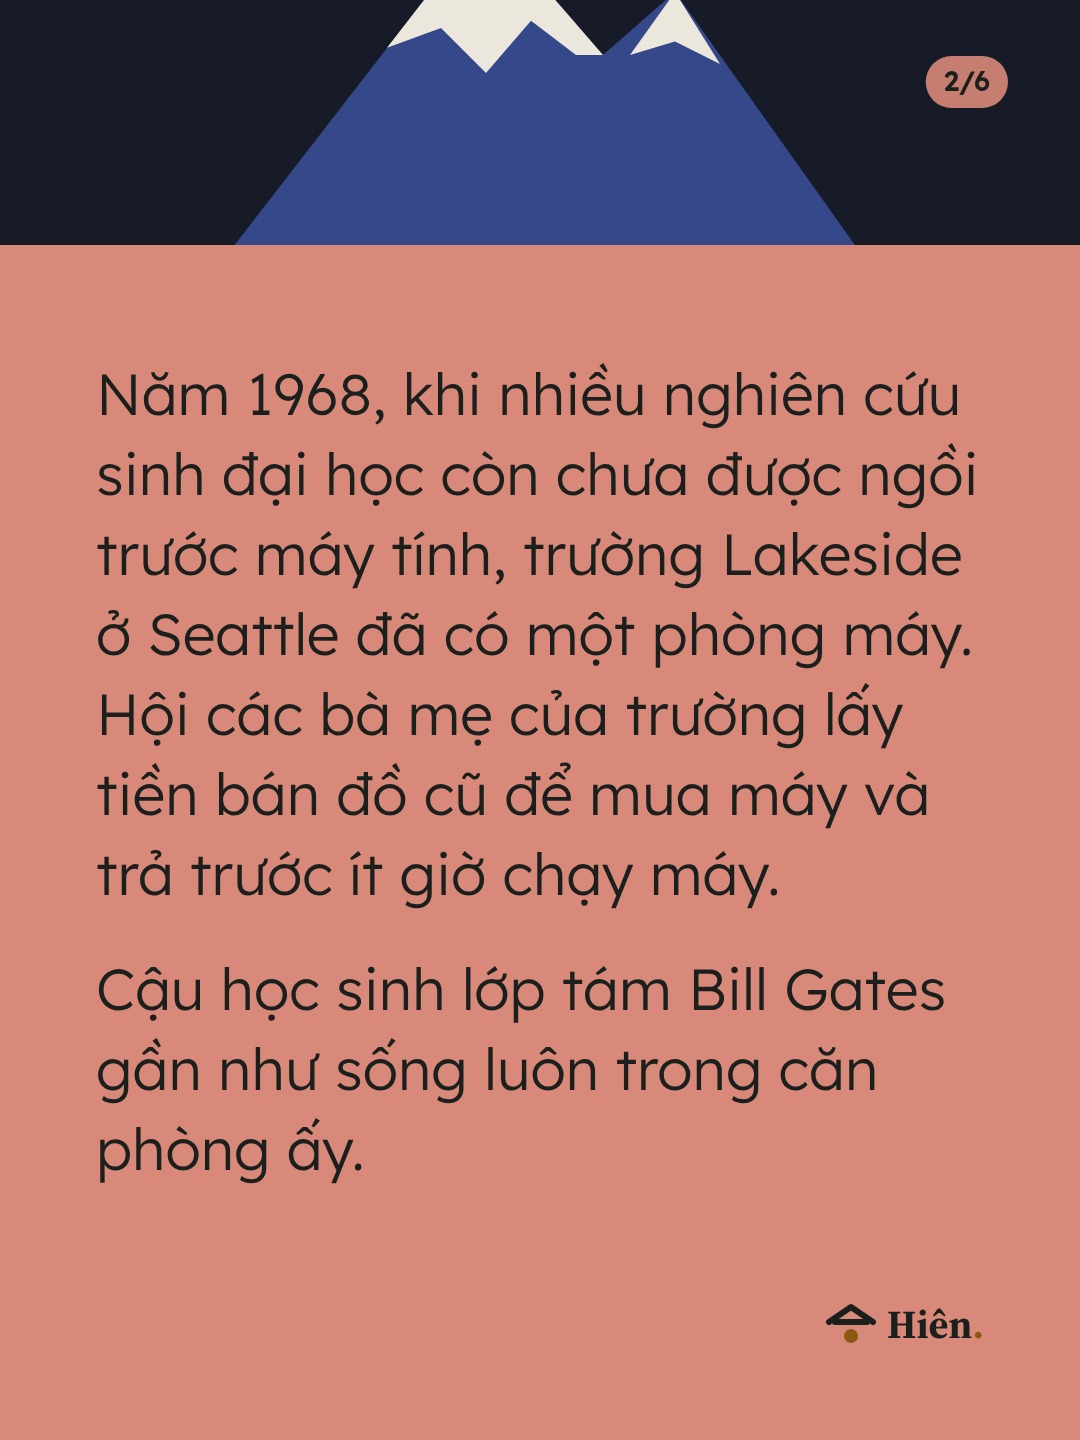 2/6
Năm 1968, khi nhiều nghiên cứu
sinh đại học còn chưa được ngồi
trước máy tính, trường Lakeside
ở Seattle đã có một phòng máy.
Hội các bà mẹ của trường lấy
tiền bán đồ cũ để mua máy và
trả trước ít giờ chạy máy.
Cậu học sinh lớp tám Bill Gates
gần như sống luôn trong căn
phòng ấy.
Hiên.